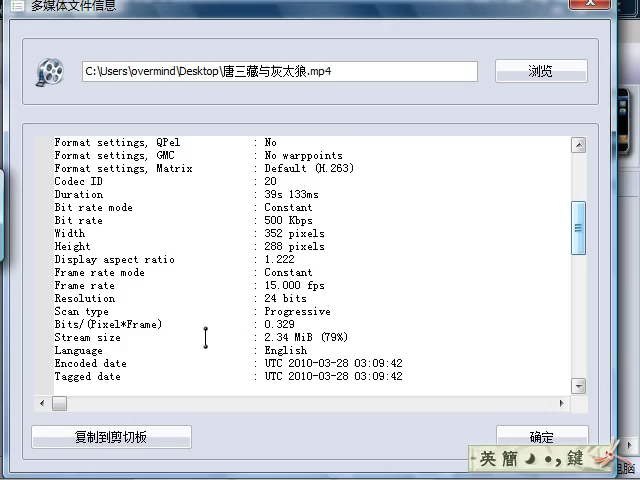 多媒体文件信息
C:\Users\overmind\Desktop\唐三藏与灰太狼.mp4
浏览
Format settings, QPel : No
Format settings, GMC : No warppoints
Format settings, Matrix : Default (H.263)
Codec ID : 20
Duration : 39s 133ms
Bit rate mode : Constant
Bit rate : 500 Kbps
Width : 352 pixels
Height : 288 pixels
Display aspect ratio : 1.222
Frame rate mode : Constant
Frame rate : 15.000 fps
Resolution : 24 bits
Scan type : Progressive
Bits/(Pixel*Frame) : 0.329
Stream size : 2.34 MiB (79%)
Language : English
Encoded date : UTC 2010-03-28 03:09:42
Tagged date : UTC 2010-03-28 03:09:42
复制到剪切板
确定
英 簡 , 鍵
电脑